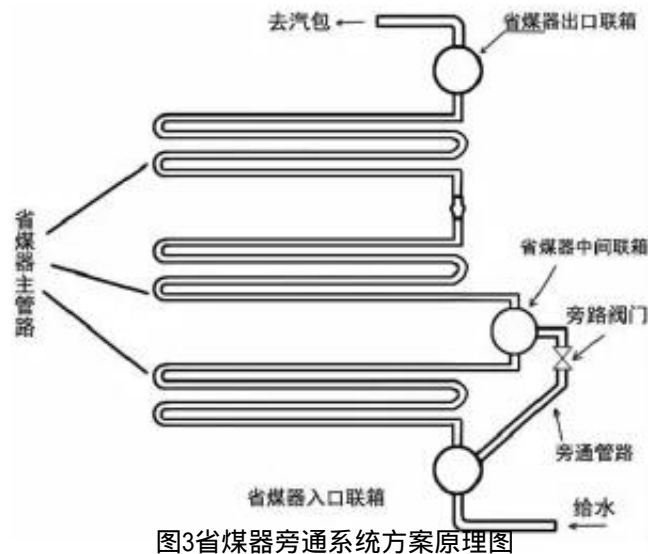 去汽包
省煤器出口联箱
省煤器主管路
省煤器中间联箱
旁路阀门
旁通管路
省煤器入口联箱
给水
图3省煤器旁通系统方案原理图